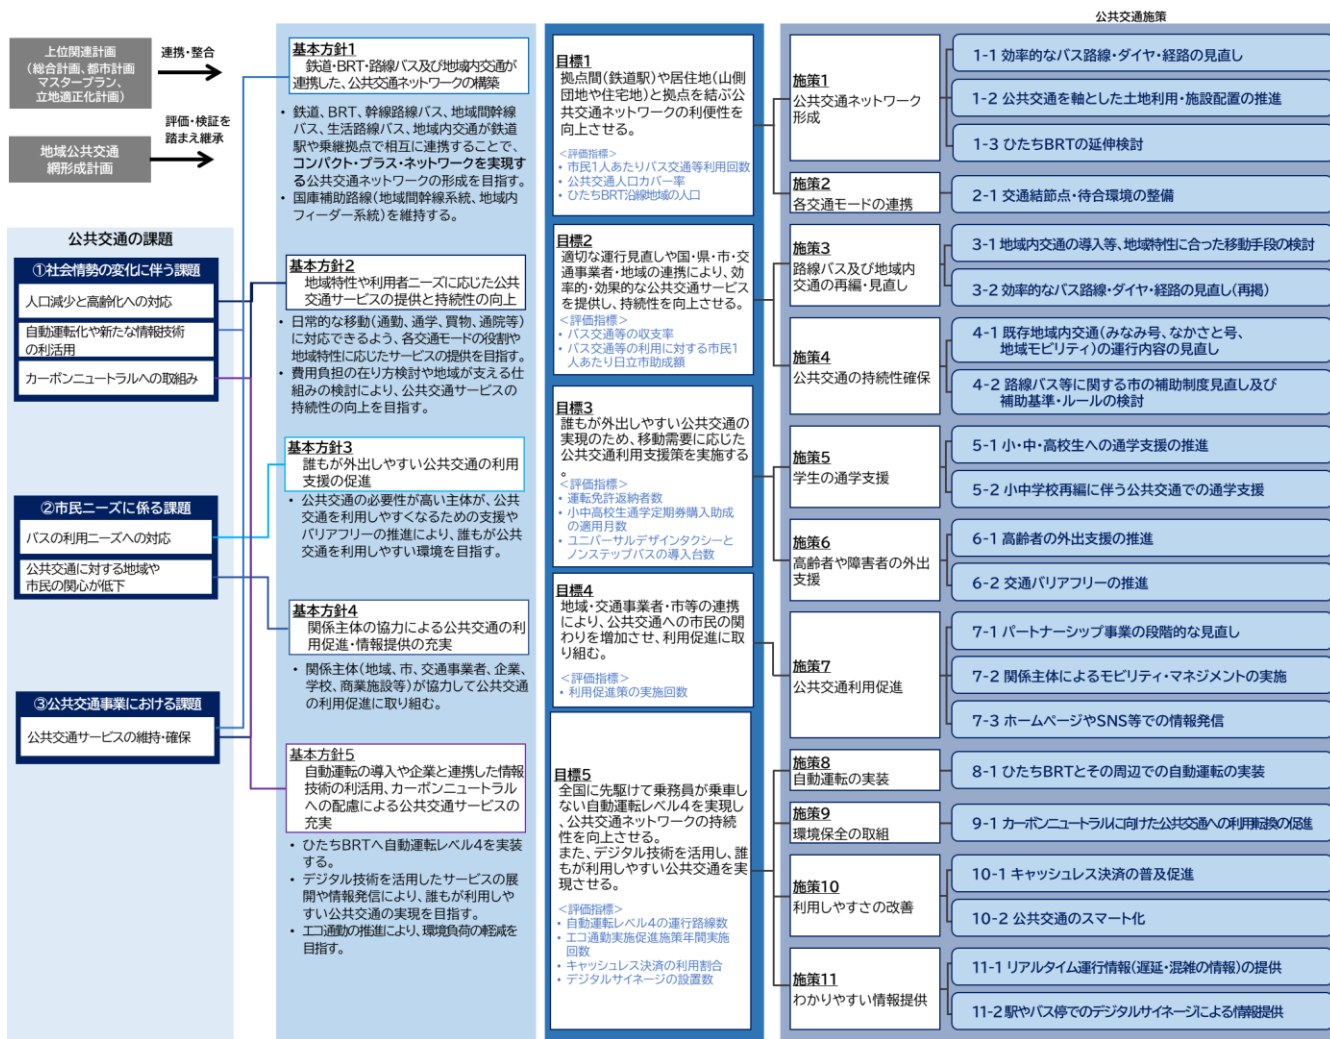 公共交通施策
上位関連計画
(総合計画、都市計画
マスタープラン、
立地適正化計画)
連携・整合
地域公共交通
網形成計画
評価・検証を
踏まえ継承
公共交通の課題
①社会情勢の変化に伴う課題
人口減少と高齢化への対応
自動運転化や新たな情報技術
の利活用
カーボンニュートラルへの取組み
②市民ニーズに係る課題
バスの利用ニーズへの対応
公共交通に対する地域や
市民の関心が低下
③公共交通事業における課題
公共交通サービスの維持・確保
基本方針1
鉄道・BRT・路線バス及び地域内交通が
連携した、公共交通ネットワークの構築
• 鉄道、BRT、幹線路線バス、地域間幹線
バス、生活路線バス、地域内交通が鉄道
駅や乗継拠点で相互に連携することで、
コンパクト・プラス・ネットワークを実現す
る公共交通ネットワークの形成を目指す。
• 国庫補助路線(地域間幹線系統、地域内
フィーダー系統)を維持する。
基本方針2
地域特性や利用者ニーズに応じた公共
交通サービスの提供と持続性の向上
• 日常的な移動(通勤、通学、買物、通院等)
に対応できるよう、各交通モードの役割や
地域特性に応じたサービスの提供を目指す。
• 費用負担の在り方検討や地域が支える仕
組みの検討により、公共交通サービスの
持続性の向上を目指す。
基本方針3
誰もが外出しやすい公共交通の利用
支援の促進
• 公共交通の必要性が高い主体が、公共
交通を利用しやすくなるための支援や
バリアフリーの推進により、誰もが公共
交通を利用しやすい環境を目指す。
基本方針4
関係主体の協力による公共交通の利
用促進・情報提供の充実
• 関係主体(地域、市、交通事業者、企業、
学校、商業施設等)が協力して公共交通
の利用促進に取り組む。
基本方針5
自動運転の導入や企業と連携した情報
技術の利活用、カーボンニュートラル
への配慮による公共交通サービスの
充実
• ひたちBRTへ自動運転レベル4を実装
する。
• デジタル技術を活用したサービスの展
開や情報発信により、誰もが利用しや
すい公共交通の実現を目指す。
• エコ通勤の推進により、環境負荷の軽減を
目指す。
目標1
拠点間(鉄道駅)や居住地(山側
団地や住宅地)と拠点を結ぶ公
共交通ネットワークの利便性を
向上させる。
<評価指標>
• 市民1人あたりバス交通等利用回数
• 公共交通人口カバー率
• ひたちBRT沿線地域の人口
目標2
適切な運行見直しや国・県・市・交
通事業者・地域の連携により、効
率的・効果的な公共交通サービス
を提供し、持続性を向上させる。
<評価指標>
• バス交通等の収支率
• バス交通等の利用に対する市民1
人あたり日立市助成額
目標3
誰もが外出しやすい公共交通の
実現のため、移動需要に応じた
公共交通利用支援策を実施する
。
<評価指標>
• 運転免許返納者数
• 小中高校生通学定期券購入助成
の適用月数
• ユニバーサルデザインタクシーと
ノンステップバスの導入台数
目標4
地域・交通事業者・市等の連携
により、公共交通への市民の関
わりを増加させ、利用促進に取
り組む。
<評価指標>
• 利用促進策の実施回数
目標5
全国に先駆けて乗務員が乗車し
ない自動運転レベル4を実現し
、公共交通ネットワークの持続
性を向上させる。
また、デジタル技術を活用し、誰
もが利用しやすい公共交通を実
現させる。
<評価指標>
• 自動運転レベル4の運行路線数
• エコ通勤実施促進施策年間実施
回数
• キャッシュレス決済の利用割合
• デジタルサイネージの設置数
施策1
公共交通ネットワーク
形成
1-1 効率的なバス路線・ダイヤ・経路の見直し
1-2 公共交通を軸とした土地利用・施設配置の推進
1-3 ひたちBRTの延伸検討
施策2
各交通モードの連携
2-1 交通結節点・待合環境の整備
施策3
路線バス及び地域内
交通の再編・見直し
3-1 地域内交通の導入等、地域特性に合った移動手段の検討
3-2 効率的なバス路線・ダイヤ・経路の見直し(再掲)
施策4
公共交通の持続性確保
4-1 既存地域内交通(みなみ号、なかさと号、
地域モビリティ)の運行内容の見直し
4-2 路線バス等に関する市の補助制度見直し及び
補助基準・ルールの検討
施策5
学生の通学支援
5-1 小・中・高校生への通学支援の推進
5-2 小中学校再編に伴う公共交通での通学支援
施策6
高齢者や障害者の外出
支援
6-1 高齢者の外出支援の推進
6-2 交通バリアフリーの推進
施策7
公共交通利用促進
7-1 パートナーシップ事業の段階的な見直し
7-2 関係主体によるモビリティ・マネジメントの実施
7-3 ホームページやSNS等での情報発信
施策8
自動運転の実装
8-1 ひたちBRTとその周辺での自動運転の実装
施策9
環境保全の取組
9-1 カーボンニュートラルに向けた公共交通への利用転換の促進
施策10
利用しやすさの改善
10-1 キャッシュレス決済の普及促進
10-2 公共交通のスマート化
施策11
わかりやすい情報提供
11-1 リアルタイム運行情報(遅延・混雑の情報)の提供
11-2 駅やバス停でのデジタルサイネージによる情報提供